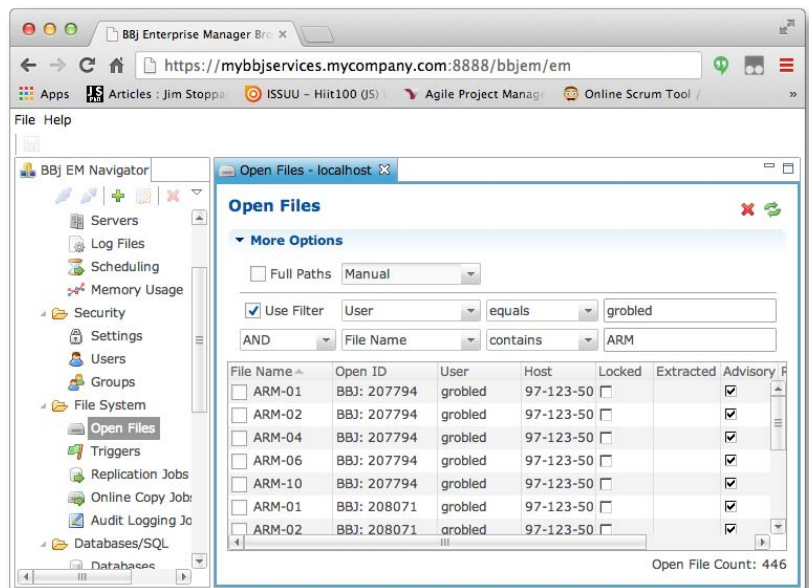 BBj Enterprise Manager Bro
https://mybbjservices.mycompany.com:8888/bbjem/em
Apps Articles : Jim Stoppa ISSUU - Hiit100 (JS) Agile Project Manage Online Scrum Tool / »
File Help
BBj EM Navigator
Servers
Log Files
Scheduling
Memory Usage
Security
Settings
Users
Groups
File System
Open Files
Triggers
Replication Jobs
Online Copy Jobs
Audit Logging Jo
Databases/SQL
Databases
Open Files - localhost
Open Files
More Options
Full Paths Manual
Use Filter User equals grobled
AND File Name contains ARM
File Name Open ID User Host Locked Extracted Advisory F
ARM-01 BBJ: 207794 grobled 97-123-50
ARM-02 BBJ: 207794 grobled 97-123-50
ARM-04 BBJ: 207794 grobled 97-123-50
ARM-06 BBJ: 207794 grobled 97-123-50
ARM-10 BBJ: 207794 grobled 97-123-50
ARM-01 BBJ: 208071 grobled 97-123-50
ARM-02 BBJ: 208071 grobled 97-123-50
Open File Count: 446